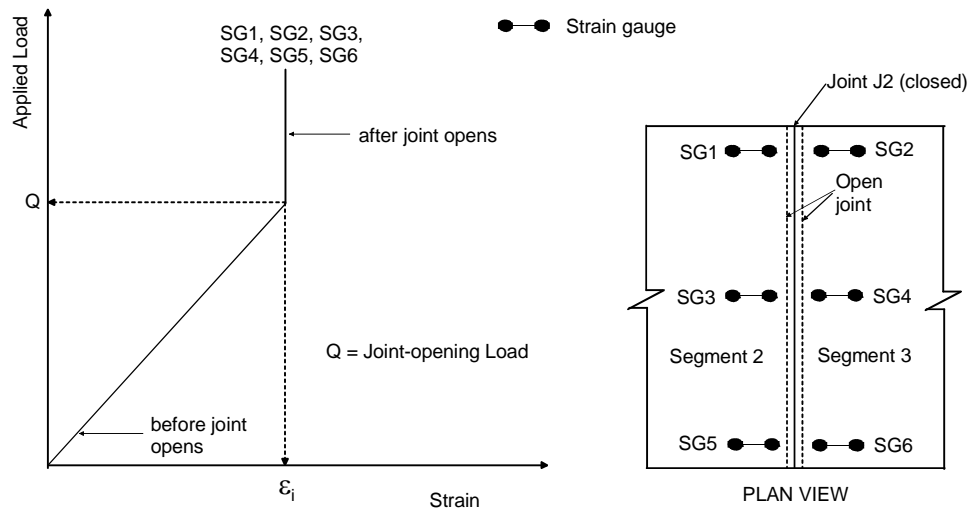 Applied Load
SG1, SG2, SG3,
SG4, SG5, SG6
after joint opens
Q
Q = Joint-opening Load
before joint
opens
εi
Strain
Strain gauge
Joint J2 (closed)
SG1
SG2
Open
joint
SG3
SG4
Segment 2
Segment 3
SG5
SG6
PLAN VIEW